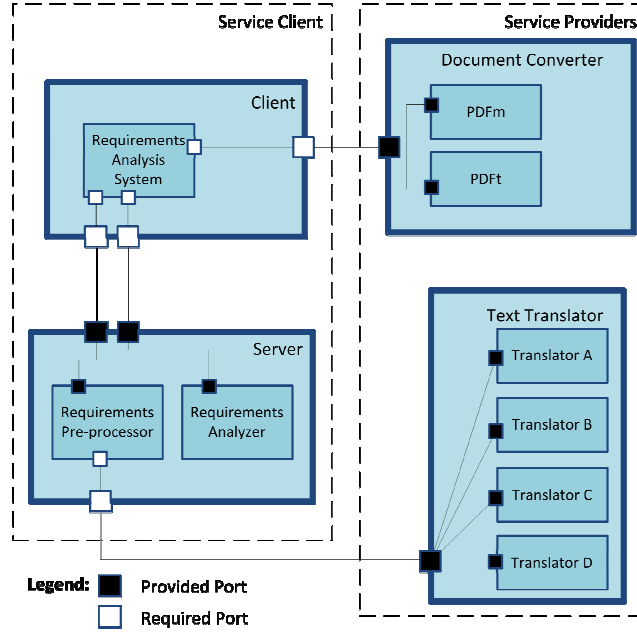 Service Client
Service Providers
Client
Requirements
Analysis
System
Document Converter
PDFm
PDFt
Server
Requirements
Pre-processor
Requirements
Analyzer
Text Translator
Translator A
Translator B
Translator C
Translator D
Legend:
Provided Port
Required Port